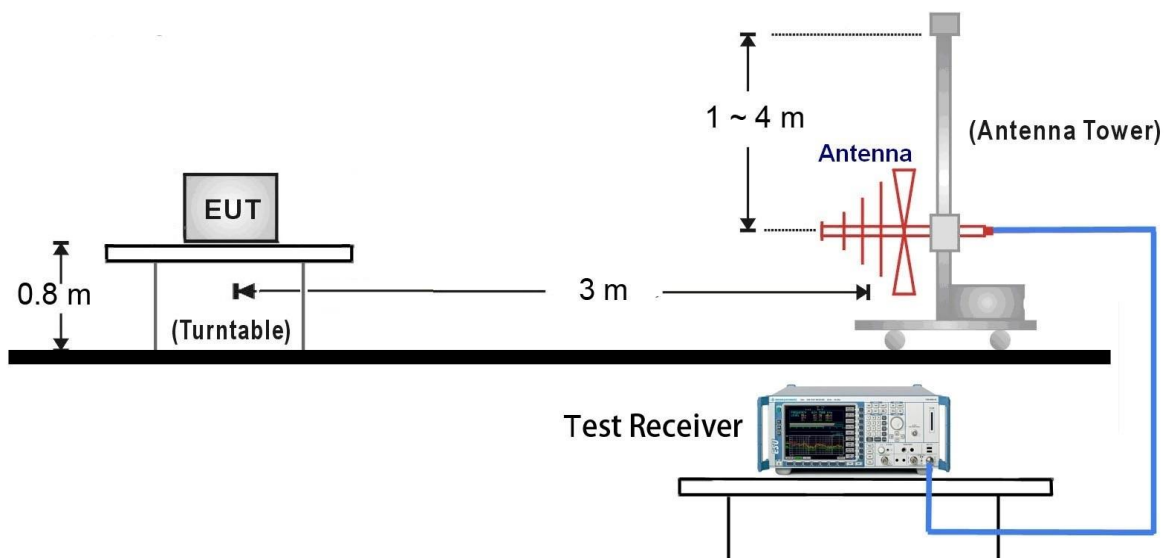 1 ~ 4 m
(Antenna Tower)
Antenna
EUT
0.8 m
3 m
(Turntable)
Test Receiver